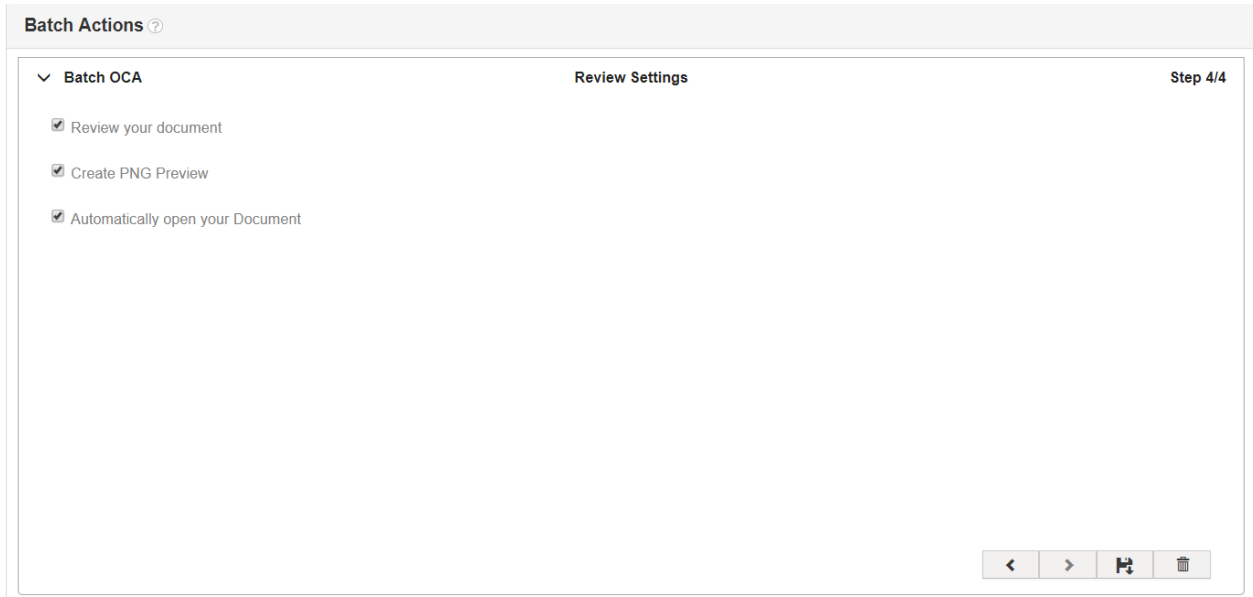 Batch Actions ?
Batch OCA Review Settings Step 4/4
Review your document
Create PNG Preview
Automatically open your Document